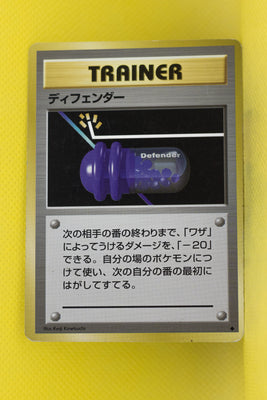 TRAINER
ディフェンダー
Defender
次の相手の番の終わりまで、「ワザ」
によってうけるダメージを、「−20」
できる。自分の場のポケモンにつ
けて使い、次の自分の番の最初に
はがしてすてる。
Illus. Keiji Kinebuchi